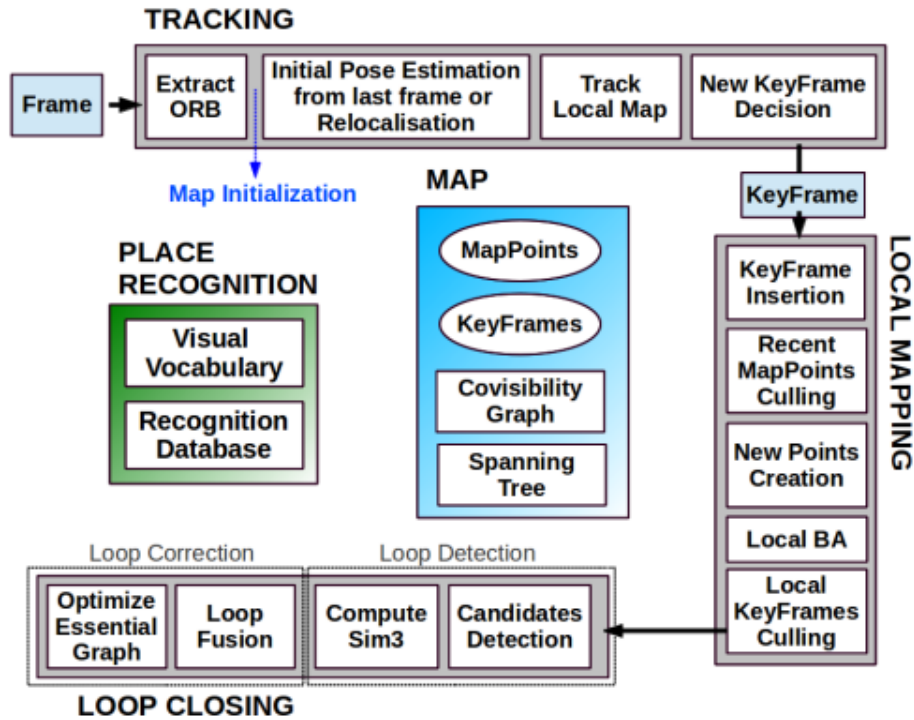 TRACKING
Frame
Extract
ORB
Initial Pose Estimation
from last frame or
Relocalisation
Track
Local Map
New KeyFrame
Decision
Map Initialization
MAP
KeyFrame
PLACE
RECOGNITION
Visual
Vocabulary
Recognition
Database
MapPoints
KeyFrames
Covisibility
Graph
Spanning
Tree
LOCAL MAPPING
KeyFrame
Insertion
Recent
MapPoints
Culling
New Points
Creation
Local BA
Local
KeyFrames
Culling
Loop Correction
Loop Detection
Optimize
Essential
Graph
Loop
Fusion
Compute
Sim3
Candidates
Detection
LOOP CLOSING